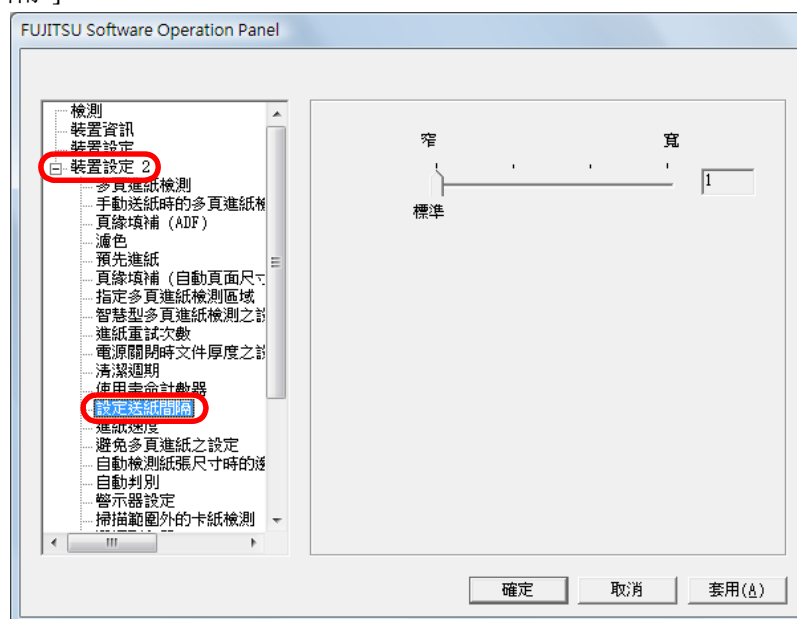 FUJITSU Software Operation Panel
檢測
裝置資訊
裝置設定
裝置設定 2
多頁進紙檢測
手動送紙時的多頁進紙檢
頁緣填補 (ADF)
濾色
預先進紙
頁緣填補 (自動頁面尺寸
指定多頁進紙檢測區域
智慧型多頁進紙檢測之設
進紙重試次數
電源關閉時文件厚度之設
清潔週期
使用壽命計數器
設定送紙間隔
進紙速度
避免多頁進紙之設定
自動檢測紙張尺寸時的邊
自動判別
警示器設定
掃描範圍外的卡紙檢測
窄 寬
1
標準
確定 取消 套用(A)